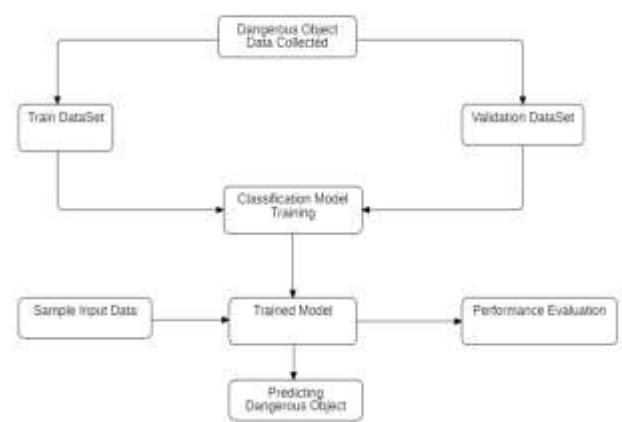 Dangerous Object
Data Collected
Train DataSet
Validation DataSet
Classification Model
Training
Sample Input Data
Trained Model
Performance Evaluation
Predicting
Dangerous Object